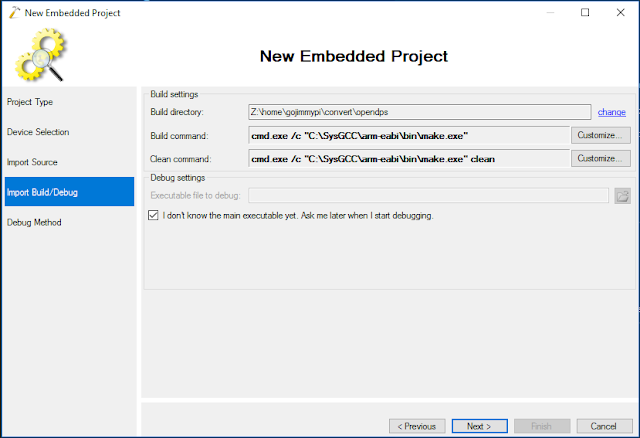 New Embedded Project
New Embedded Project
Project Type
Device Selection
Import Source
Import Build/Debug
Debug Method
Build settings
Build directory: Z:\home\gojimmypi\convert\opendps change
Build command: cmd.exe /c "C:\SysGCC\arm-eabi\bin\make.exe" Customize...
Clean command: cmd.exe /c "C:\SysGCC\arm-eabi\bin\make.exe" clean Customize...
Debug settings
Executable file to debug:
I don't know the main executable yet. Ask me later when I start debugging.
< Previous Next > Finish Cancel